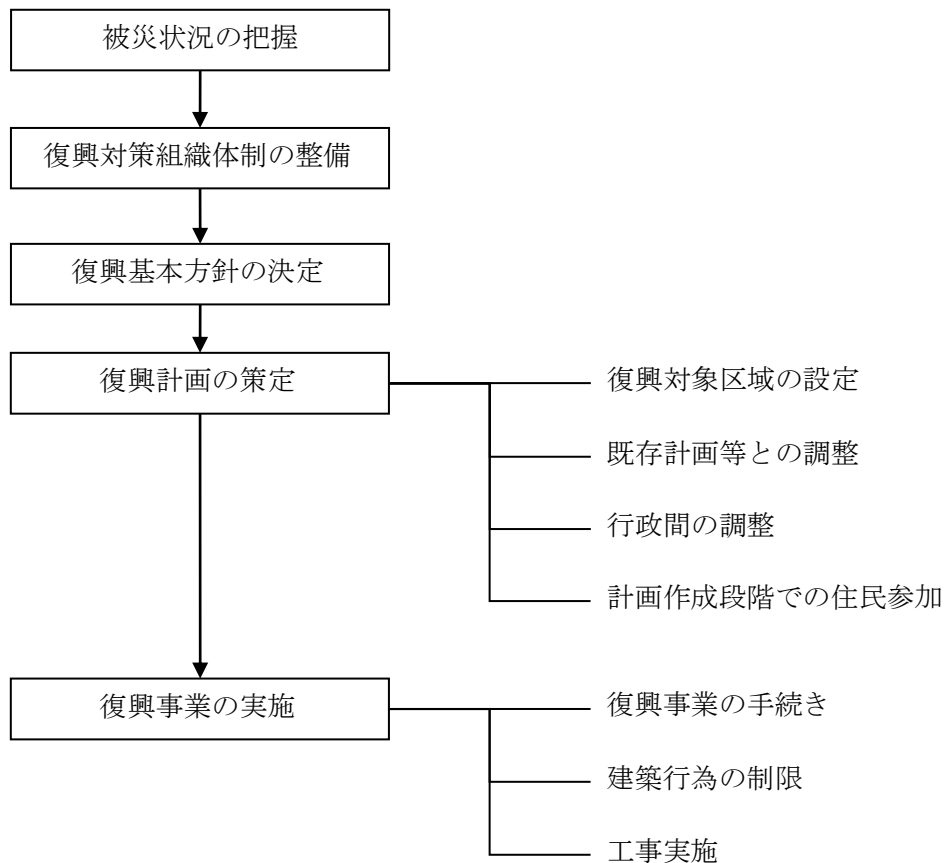 被災状況の把握
復興対策組織体制の整備
復興基本方針の決定
復興計画の策定
復興対象区域の設定
既存計画等との調整
行政間の調整
計画作成段階での住民参加
復興事業の実施
復興事業の手続き
建築行為の制限
工事実施